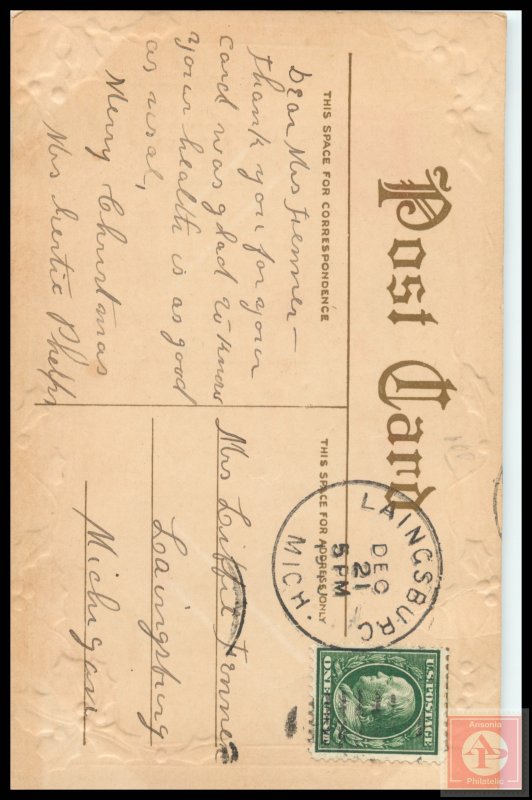 Post Card
THIS SPACE FOR CORRESPONDENCE
THIS SPACE FOR ADDRESS ONLY
Dear Mrs Fenner —
Thank you for your
card was glad to know
your health is as good
as usual,
Merry Christmas
Mrs Phelps
Mrs Fenner
Laingsburg
Michigan
LAINGSBURG
DEC
21
5 PM
MICH.
U.S. POSTAGE
ONE CENT
Ansonia
AP
Philatelic